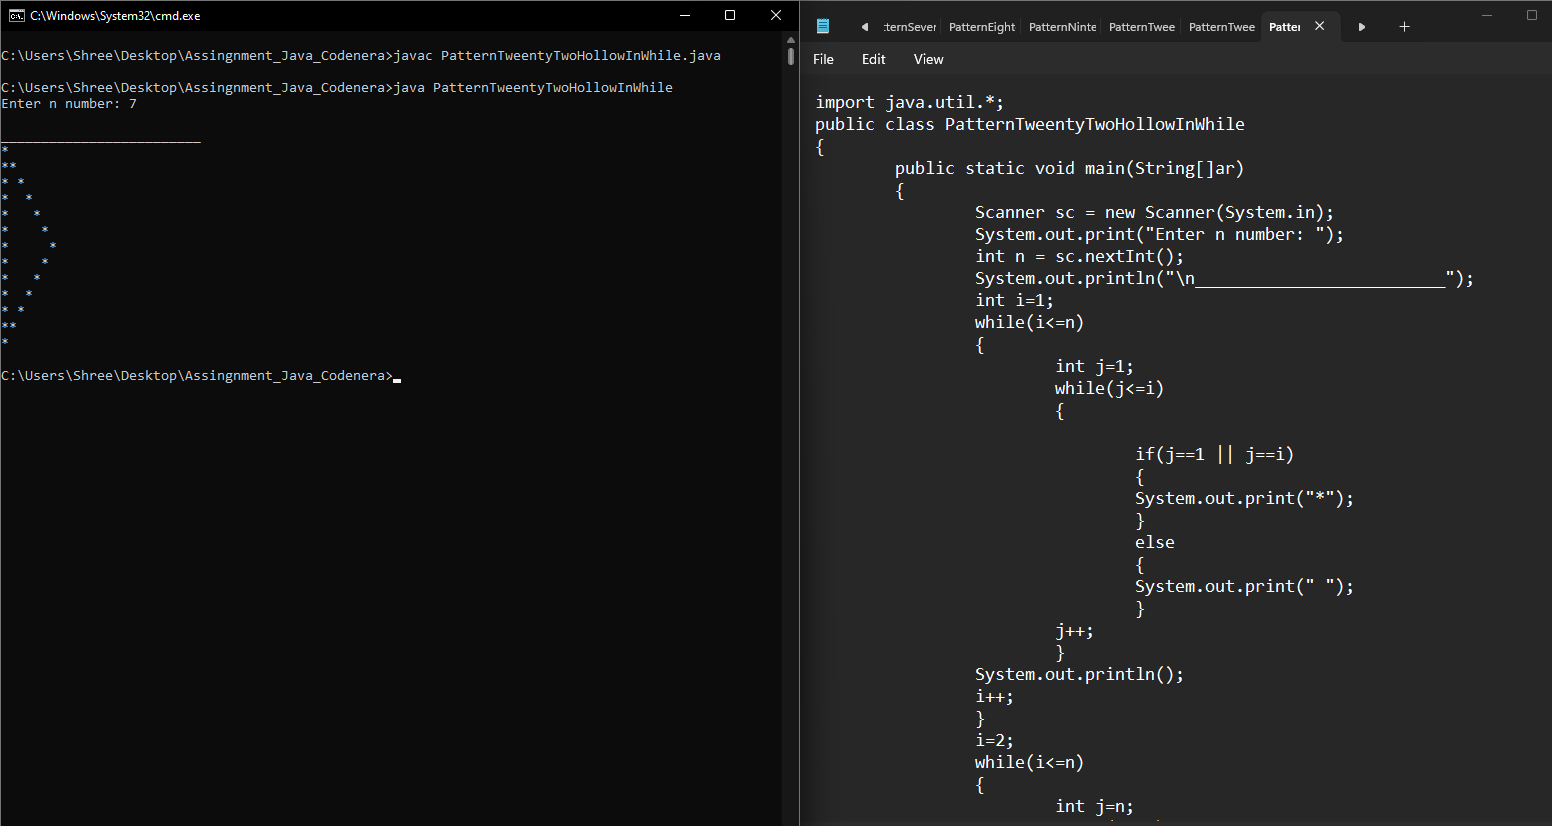 C:\Windows\System32\cmd.exe
C:\Users\Shree\Desktop\Assingnment_Java_Codenera>javac PatternTweentyTwoHollowInWhile.java
C:\Users\Shree\Desktop\Assingnment_Java_Codenera>java PatternTweentyTwoHollowInWhile
Enter n number: 7
_________________________
*
**
* *
*  *
*   *
*    *
*     *
*    *
*   *
*  *
* *
**
*
C:\Users\Shree\Desktop\Assingnment_Java_Codenera>
:ternSever PatternEight PatternNinte PatternTwee PatternTwee Patter
File Edit View
import java.util.*;
public class PatternTweentyTwoHollowInWhile
{
public static void main(String[]ar)
{
Scanner sc = new Scanner(System.in);
System.out.print("Enter n number: ");
int n = sc.nextInt();
System.out.println("\n_________________________");
int i=1;
while(i<=n)
{
int j=1;
while(j<=i)
{
if(j==1 || j==i)
{
System.out.print("*");
}
else
{
System.out.print(" ");
}
j++;
}
System.out.println();
i++;
}
i=2;
while(i<=n)
{
int j=n;